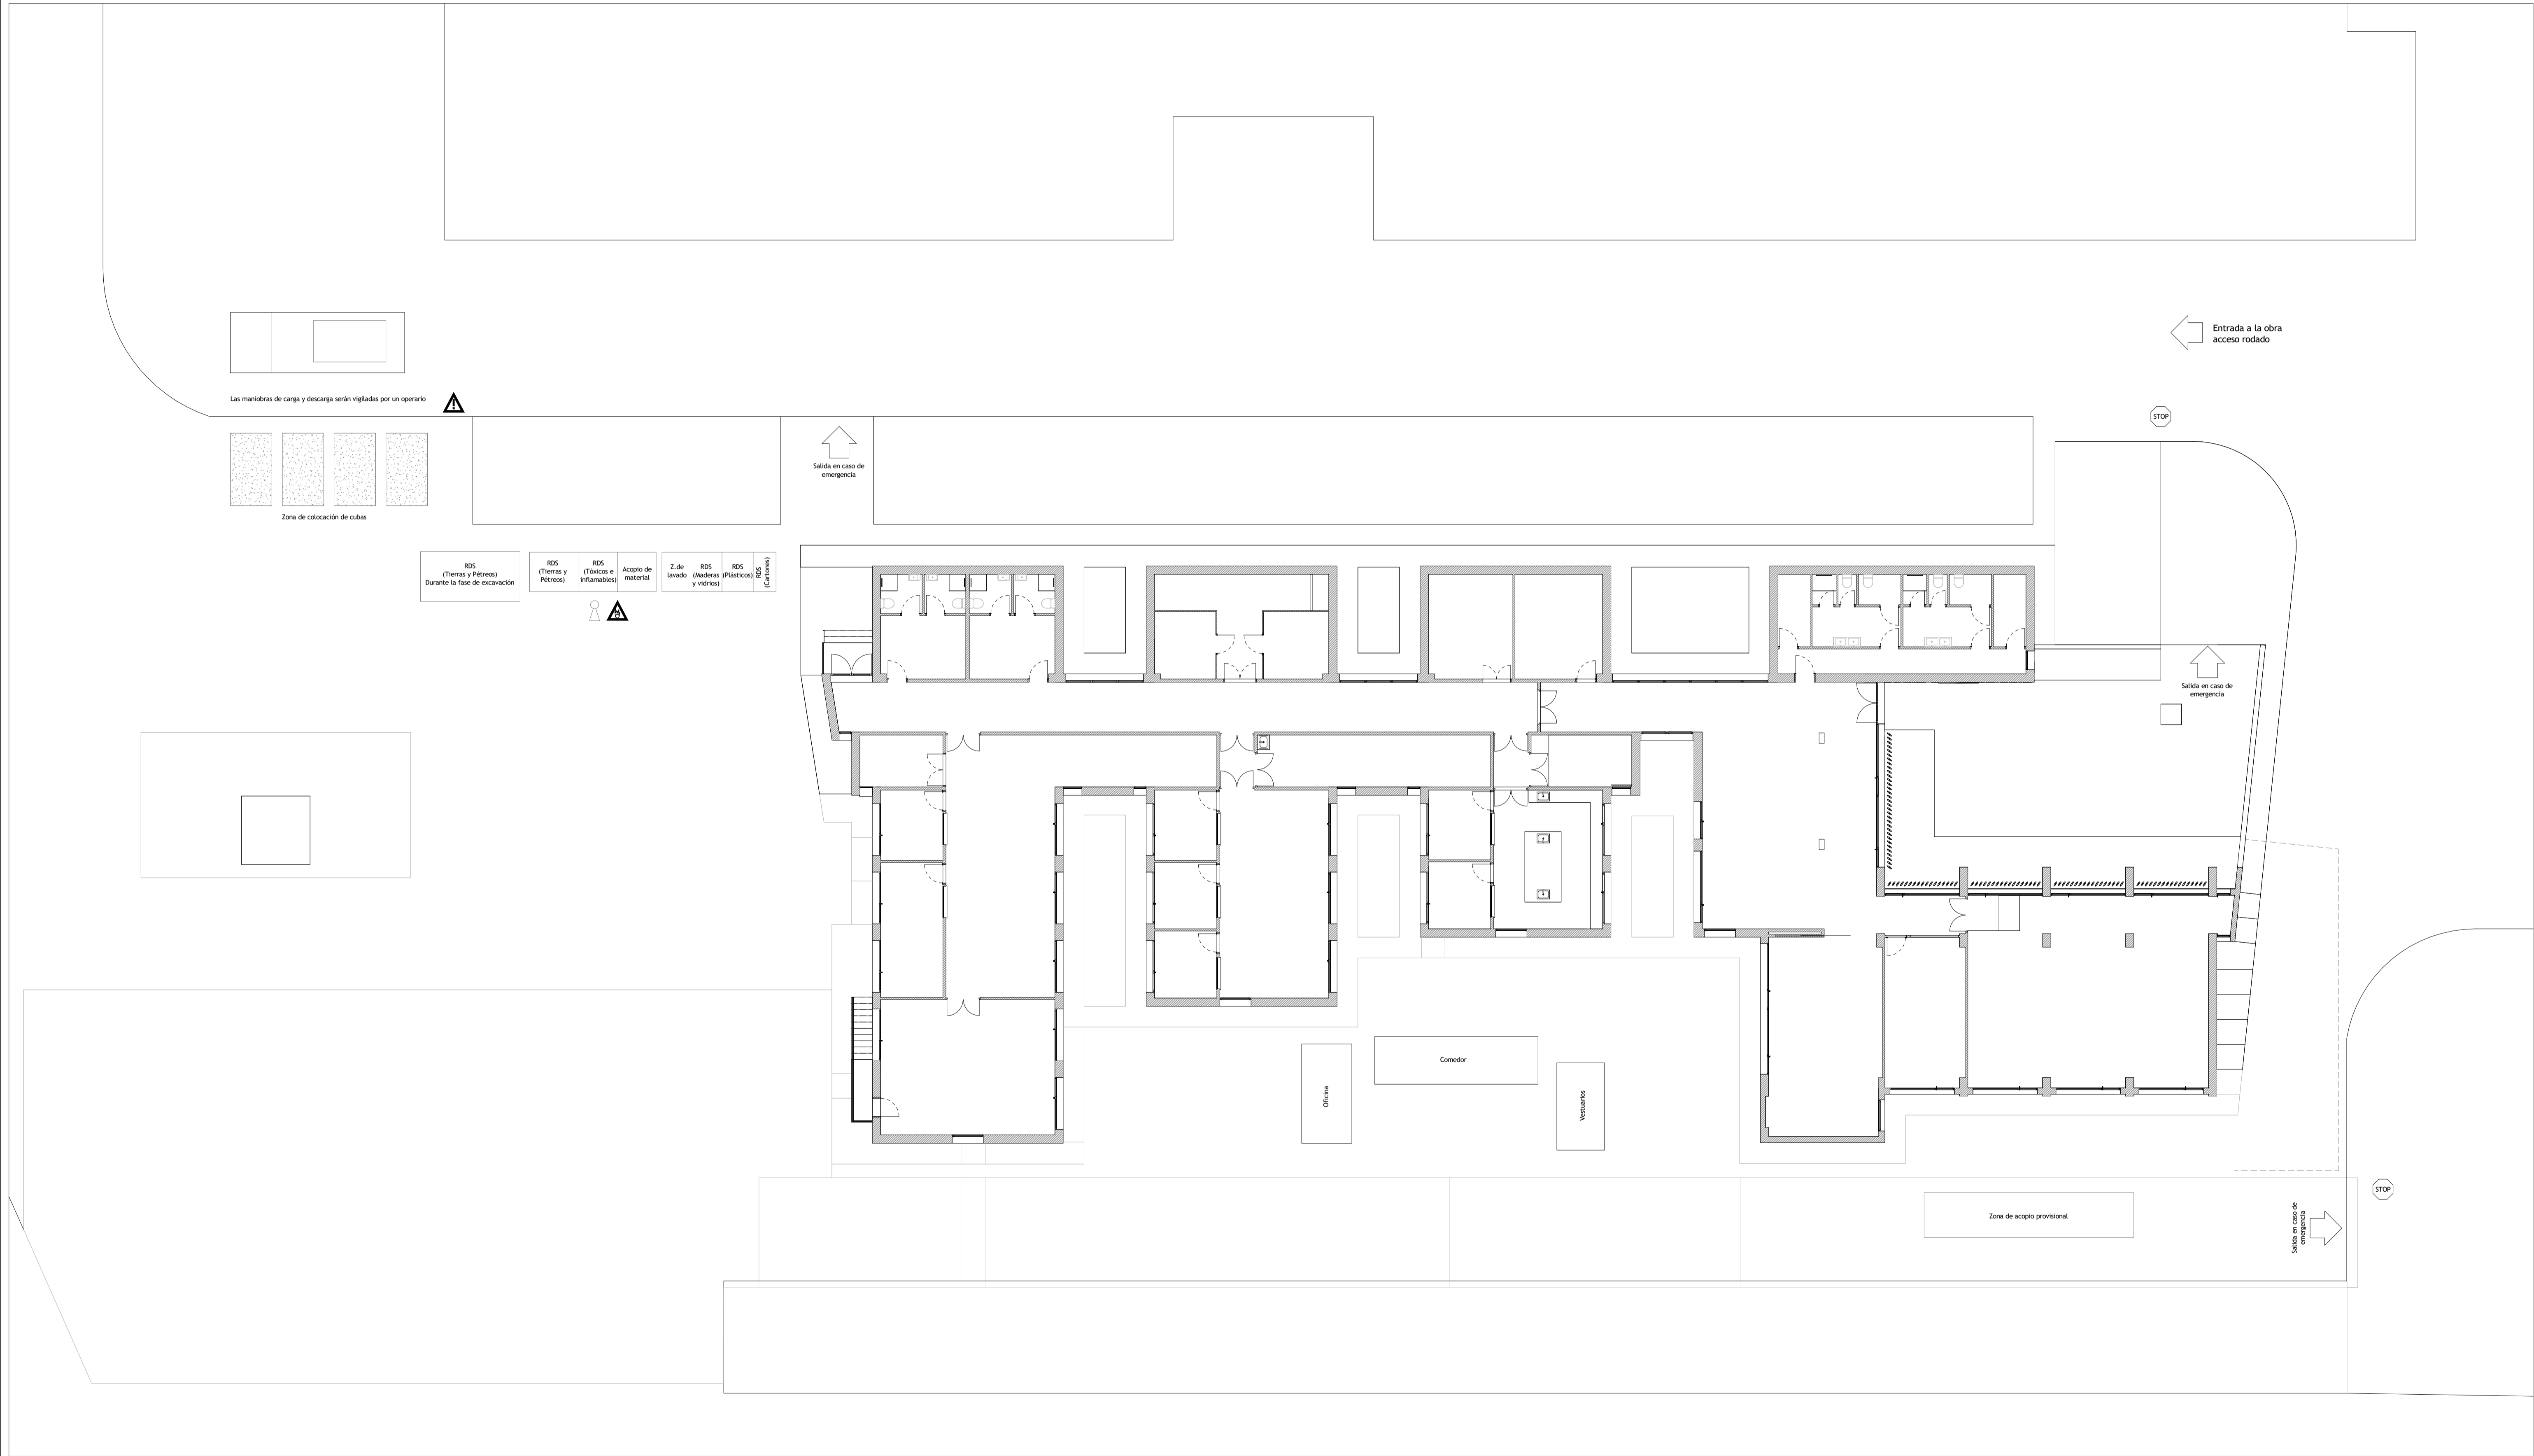 Entrada a la obra
acceso rodado
Las maniobras de carga y descarga serán vigiladas por un operario
STOP
Salida en caso de
emergencia
Zona de colocación de cubas
RDS
(Tierras y Pétreos)
Durante la fase de excavación
RDS
(Tierras y
Pétreos)
RDS
(Tóxicos e
inflamables)
Acopio de
material
Z.de
lavado
RDS
(Maderas
y vidrios)
RDS
(Plásticos)
RDS
(Cartones)
Salida en caso de
emergencia
Oficina
Comedor
Vestuarios
STOP
Zona de acopio provisional
Salida en caso de
emergencia